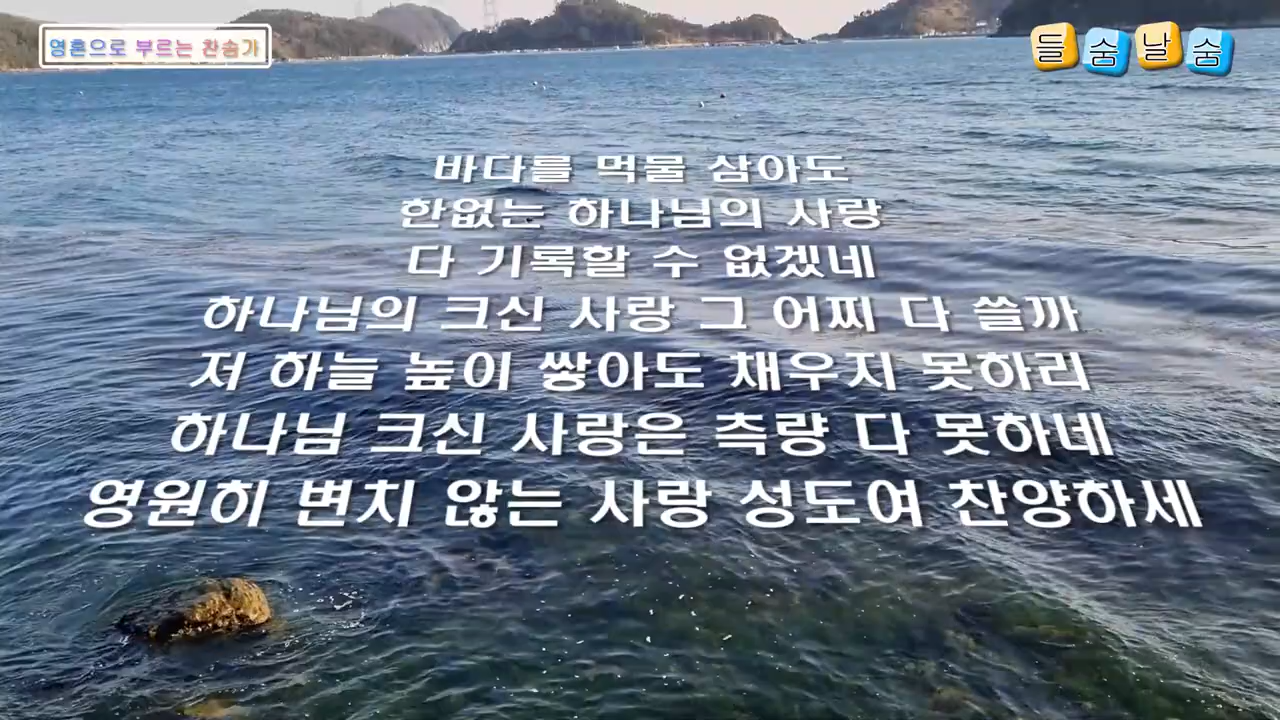 영혼으로 부르는 찬송가
들숨날숨
바다를 먹물 삼아도
한없는 하나님의 사랑
다 기록할 수 없겠네
하나님의 크신 사랑 그 어찌 다 쓸까
저 하늘 높이 쌓아도 채우지 못하리
하나님 크신 사랑은 측량 다 못하네
영원히 변치 않는 사랑 성도여 찬양하세